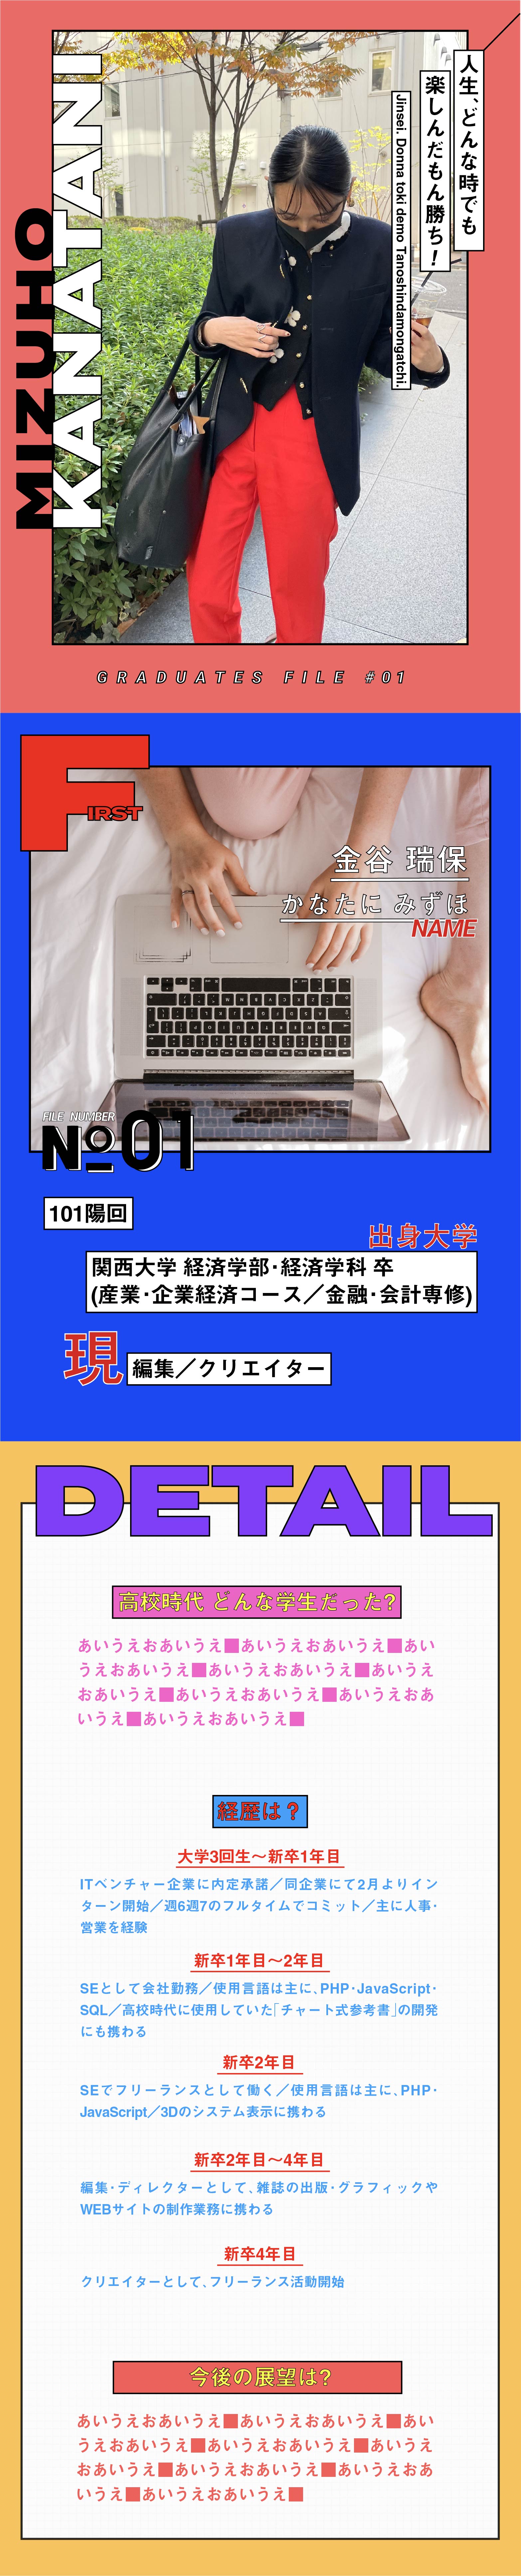 人生、どんな時でも
楽しんだもん勝ち！
Jinsei. Donna toki demo Tanoshindamongatchi.
MIZUHO
KANATANI
GRADUATES FILE #01
FIRST
金谷 瑞保
かなたに みずほ
NAME
FILE NUMBER
№01
101陽回
出身大学
関西大学 経済学部･経済学科 卒
(産業･企業経済コース／金融･会計専修)
現
編集／クリエイター
DETAIL
高校時代 どんな学生だった?
あいうえおあいうえ■あいうえおあいうえ■あい
うえおあいうえ■あいうえおあいうえ■あいうえ
おあいうえ■あいうえおあいうえ■あいうえおあ
いうえ■あいうえおあいうえ■
経歴は？
大学3回生〜新卒1年目
ITベンチャー企業に内定承諾／同企業にて2月よりイン
ターン開始／週6週7のフルタイムでコミット／主に人事･
営業を経験
新卒1年目〜2年目
SEとして会社勤務／使用言語は主に、PHP･JavaScript･
SQL／高校時代に使用していた｢チャート式参考書｣の開発
にも携わる
新卒2年目
SEでフリーランスとして働く／使用言語は主に、PHP･
JavaScript／3Dのシステム表示に携わる
新卒2年目〜4年目
編集･ディレクターとして、雑誌の出版･グラフィックや
WEBサイトの制作業務に携わる
新卒4年目
クリエイターとして、フリーランス活動開始
今後の展望は?
あいうえおあいうえ■あいうえおあいうえ■あい
うえおあいうえ■あいうえおあいうえ■あいうえ
おあいうえ■あいうえおあいうえ■あいうえおあ
いうえ■あいうえおあいうえ■